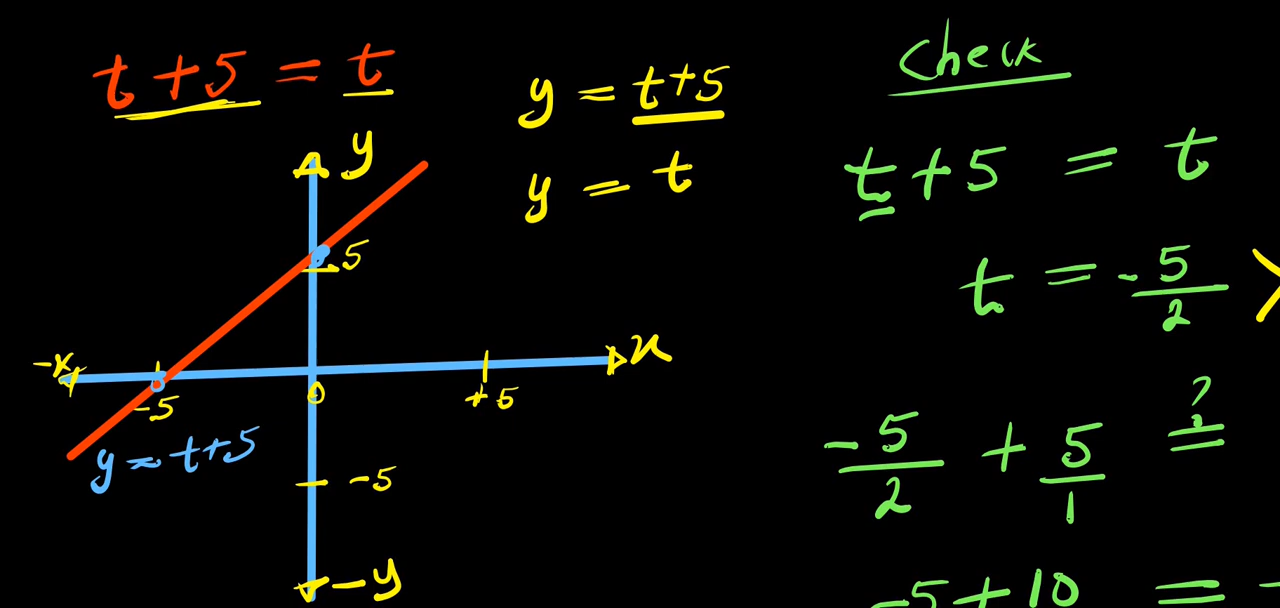 t + 5 = t
y = t+5
y = t
y
5
-x
x
-5
0
+5
y = t+5
-5
-y
Check
t + 5 = t
t = -5/2
-5/2 + 5/1 ?=
-5+10 =